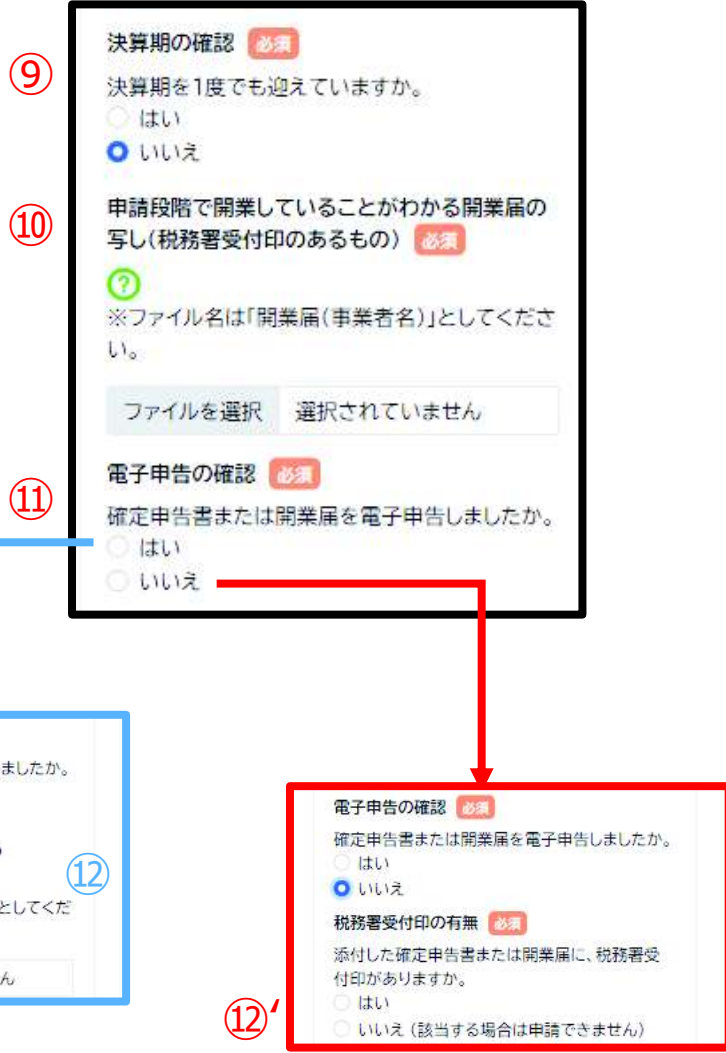 ⑨
決算期の確認 必須
決算期を1度でも迎えていますか。
はい
いいえ
⑩
申請段階で開業していることがわかる開業届の
写し(税務署受付印のあるもの) 必須
?
※ファイル名は「開業届(事業者名)」としてくださ
い。
ファイルを選択 選択されていません
⑪
電子申告の確認 必須
確定申告書または開業届を電子申告しましたか。
はい
いいえ
ましたか。
⑫
としてくだ
ん
電子申告の確認 必須
確定申告書または開業届を電子申告しましたか。
はい
いいえ
税務署受付印の有無 必須
添付した確定申告書または開業届に、税務署受
付印がありますか。
はい
いいえ (該当する場合は申請できません)
⑫‘